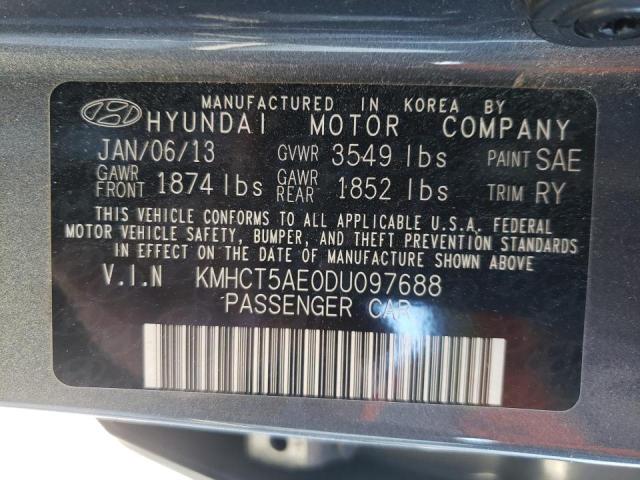 MANUFACTURED IN KOREA BY
HYUNDAI MOTOR COMPANY
JAN/06/13 GVWR 3549 lbs PAINT SAE
GAWR FRONT 1874 lbs GAWR REAR 1852 lbs TRIM RY
THIS VEHICLE CONFORMS TO ALL APPLICABLE U.S.A. FEDERAL
MOTOR VEHICLE SAFETY, BUMPER, AND THEFT PREVENTION STANDARDS
IN EFFECT ON THE DATE OF MANUFACTURE SHOWN ABOVE
V.I.N KMHCT5AE0DU097688
PASSENGER CAR